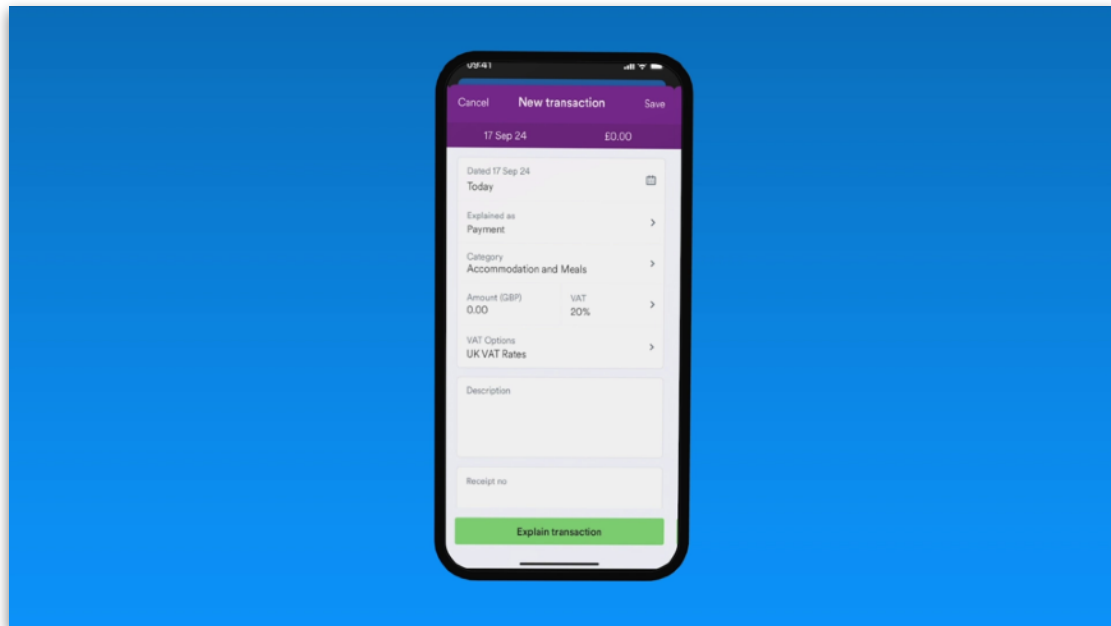 09:41
Cancel New transaction Save
17 Sep 24 £0.00
Dated 17 Sep 24
Today
Explained as
Payment
Category
Accommodation and Meals
Amount (GBP) VAT
0.00 20%
VAT Options
UK VAT Rates
Description
Receipt no
Explain transaction